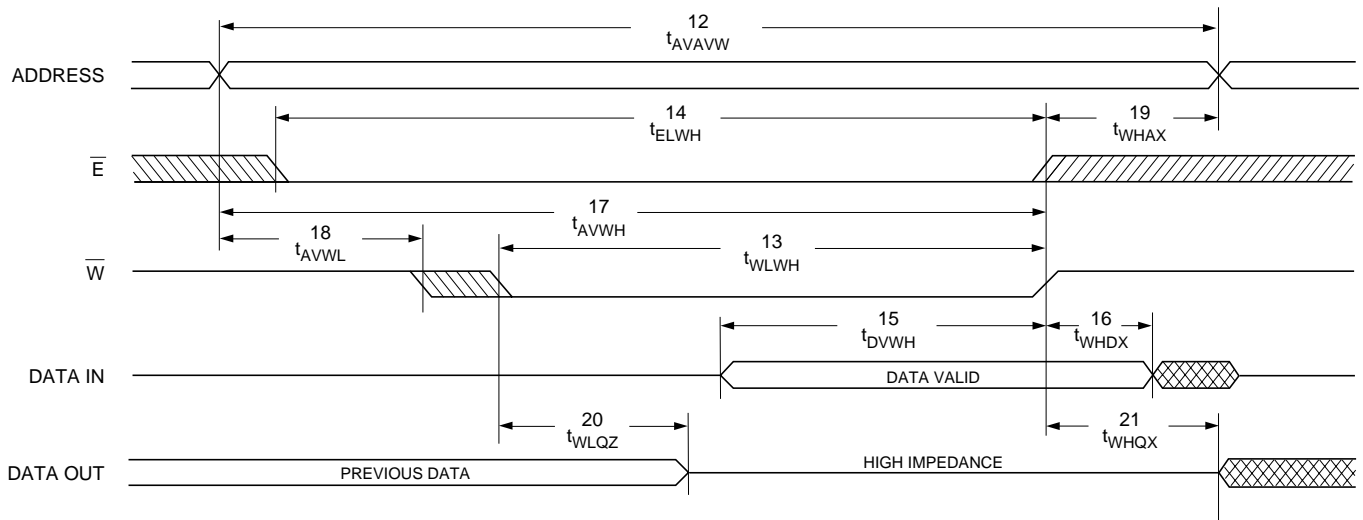 12
tAVAVW
ADDRESS
14
tELWH
19
tWHAX
E
17
tAVWH
18
tAVWL
13
tWLWH
W
15
tDVWH
16
tWHDX
DATA IN
DATA VALID
20
tWLQZ
21
tWHQX
DATA OUT
PREVIOUS DATA
HIGH IMPEDANCE